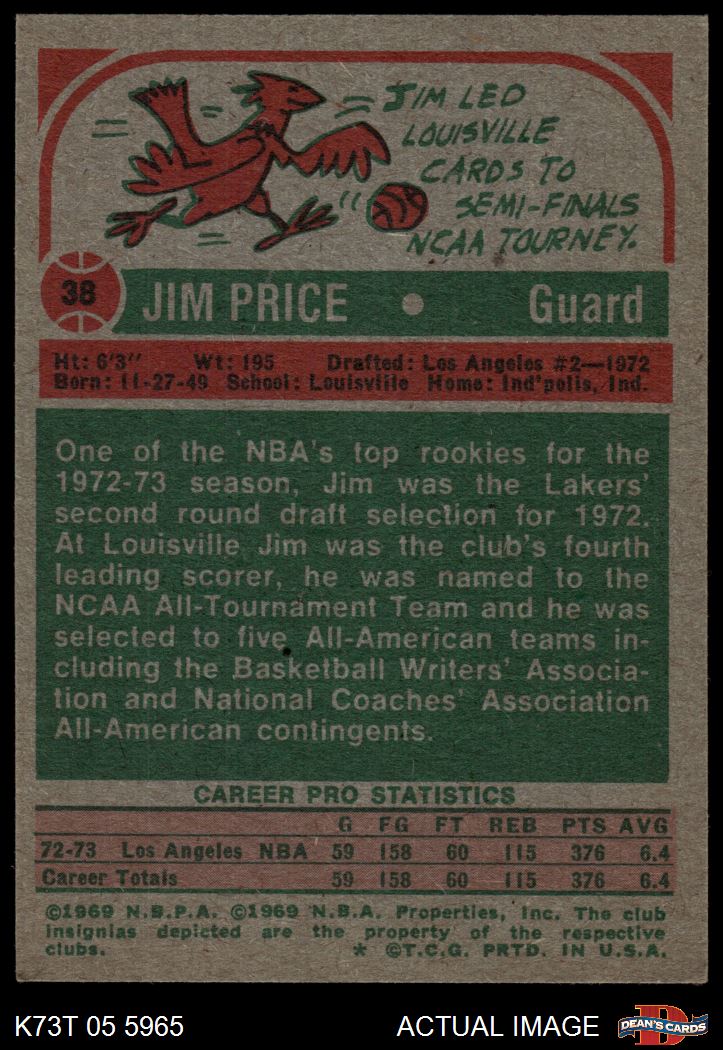 JIM LED
LOUISVILLE
CARDS TO
SEMI-FINALS
NCAA TOURNEY.
38
JIM PRICE • Guard
Ht: 6'3" Wt: 195 Drafted: Los Angeles #2—1972
Born: 11-27-49 School: Louisville Home: Ind'polis, Ind.
One of the NBA's top rookies for the
1972-73 season, Jim was the Lakers'
second round draft selection for 1972.
At Louisville Jim was the club's fourth
leading scorer, he was named to the
NCAA All-Tournament Team and he was
selected to five All-American teams in-
cluding the Basketball Writers' Associa-
tion and National Coaches' Association
All-American contingents.
CAREER PRO STATISTICS
G FG FT REB PTS AVG
72-73 Los Angeles NBA 59 158 60 115 376 6.4
Career Totals 59 158 60 115 376 6.4
©1969 N.B.P.A. ©1969 N.B.A. Properties, Inc. The club
insignias depicted are the property of the respective
clubs. * ©T.C.G. PRTD. IN U.S.A.
K73T 05 5965 ACTUAL IMAGE
D
DEAN'S CARDS